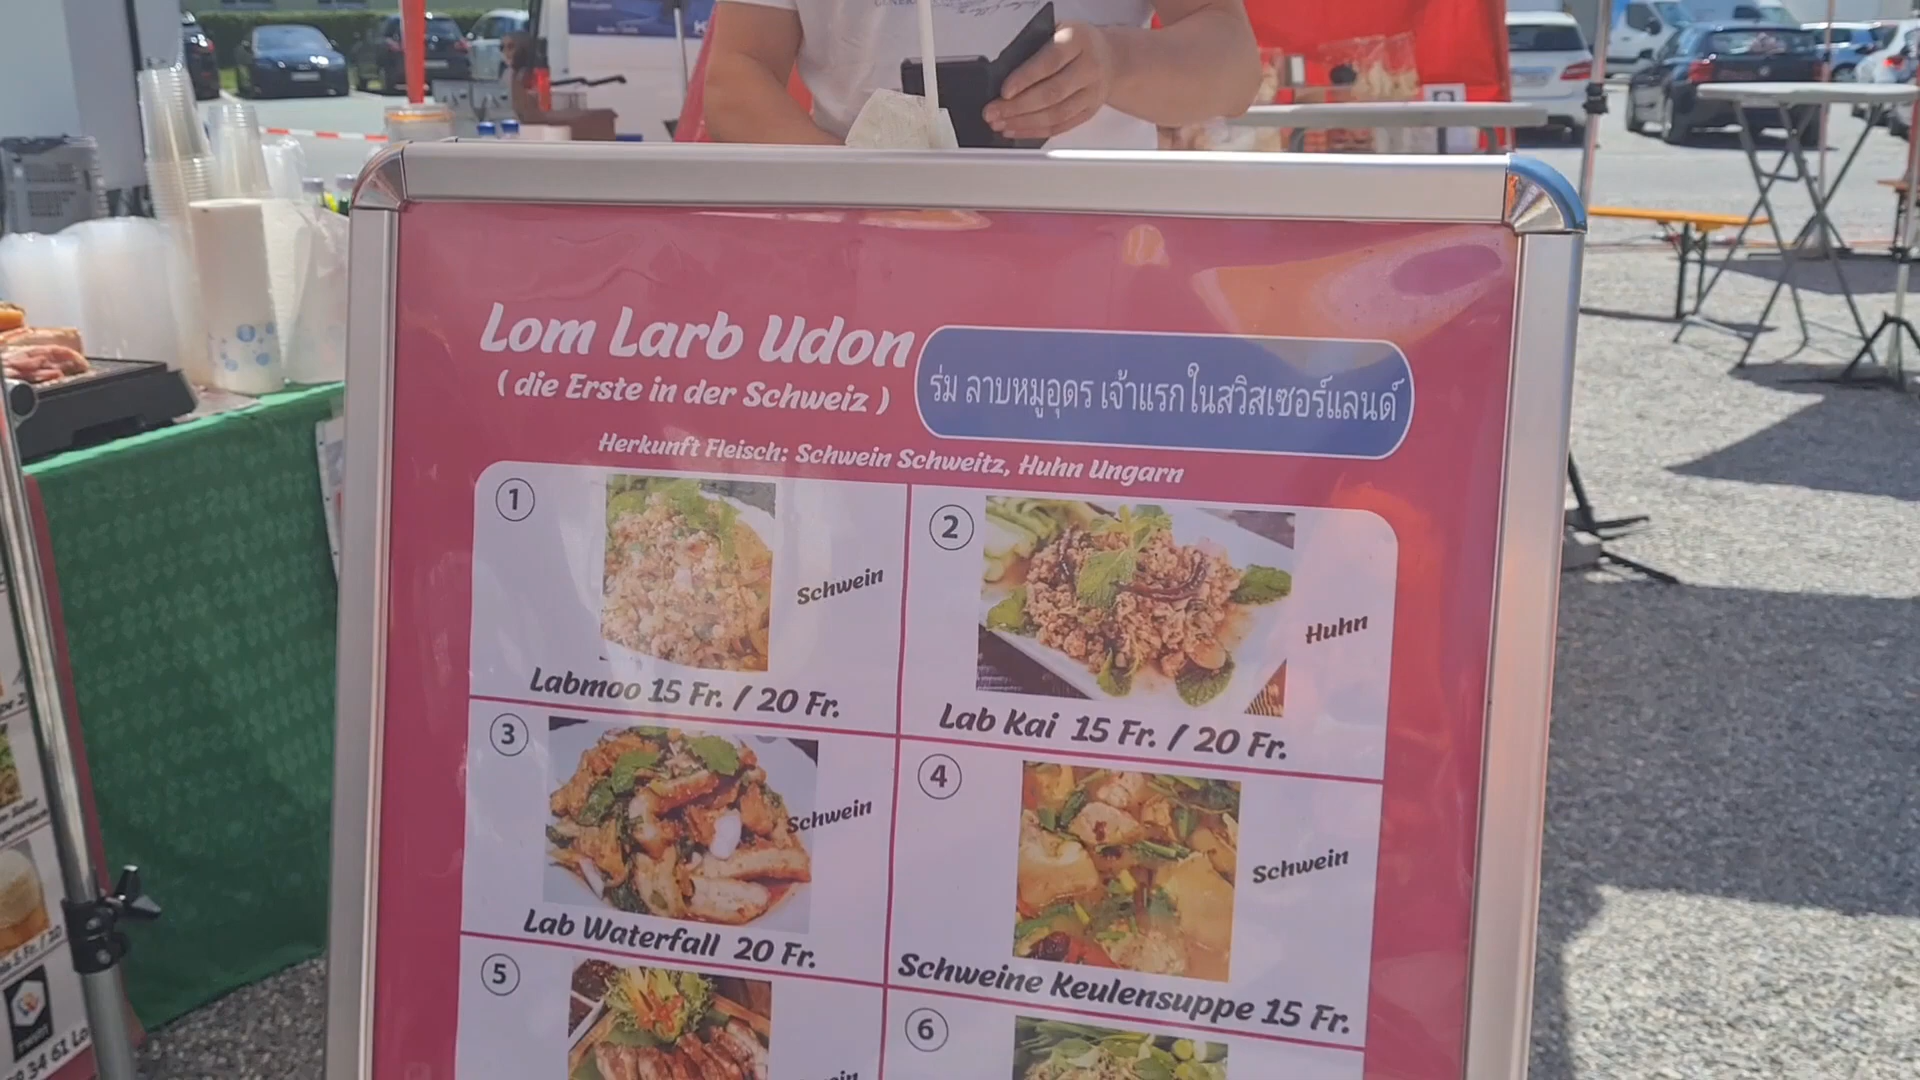 Lom Larb Udon
( die Erste in der Schweiz )
ร่ม ลาบหมูอุดร เจ้าแรกในสวิสเซอร์แลนด์
Herkunft Fleisch: Schwein Schweitz, Huhn Ungarn
1
Schwein
Labmoo 15 Fr. / 20 Fr.
2
Huhn
Lab Kai 15 Fr. / 20 Fr.
3
Schwein
Lab Waterfall 20 Fr.
4
Schwein
Schweine Keulensuppe 15 Fr.
5
6
34 61